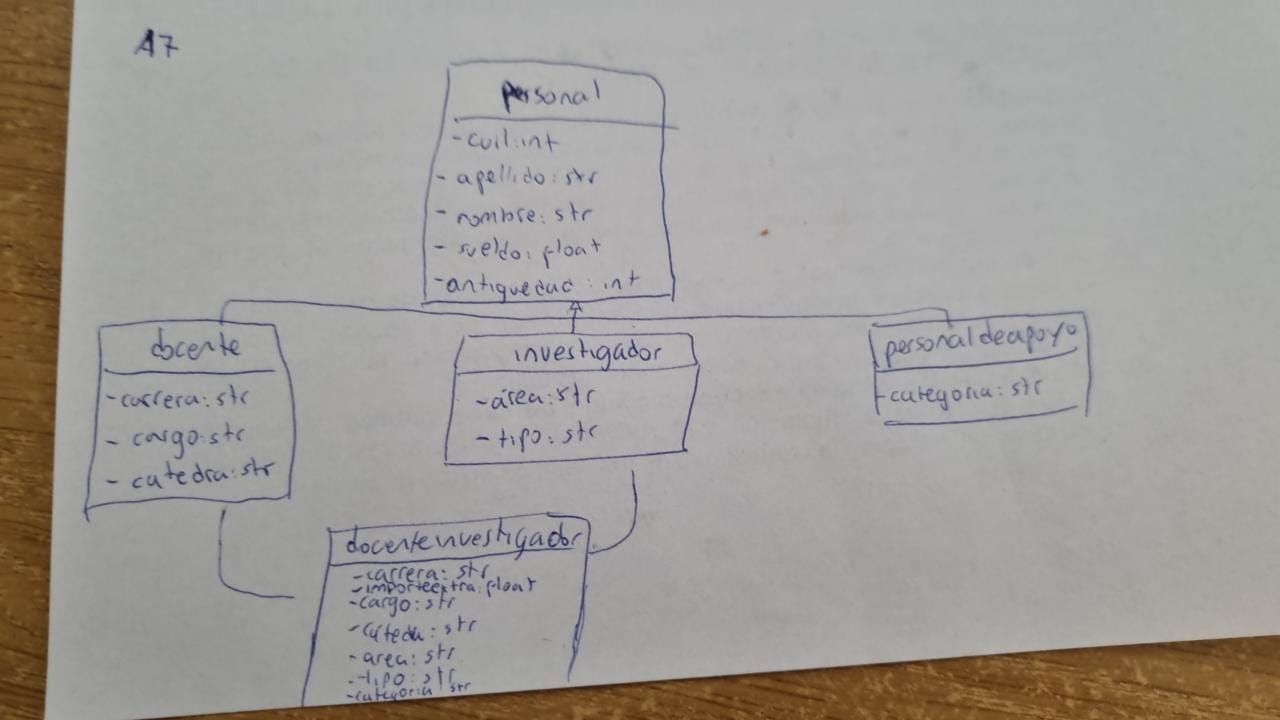 A7
personal
-cuil:int
- apellido: str
- nombre: str
- sueldo: float
-antiguedad: int
docente
-carrera: str
- cargo:str
- catedra:str
investigador
-área:str
-tipo: str
personaldeapoyo
-categoria: str
docenteinvestigador
-carrera: str
-importeextra: float
-cargo: str
-cáteda: str
-area: str
-tipo: str
-categoria str